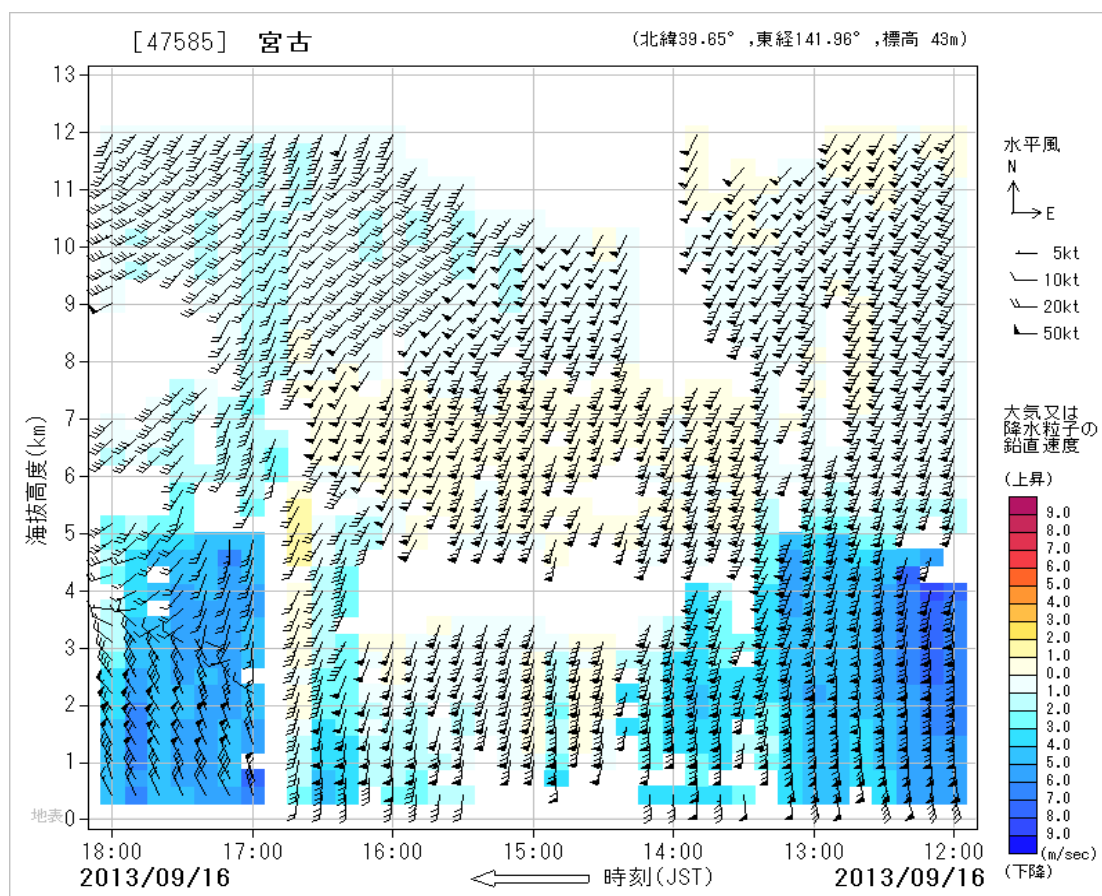 [47585] 宮古
(北緯39.65° ,東経141.96° ,標高 43m)
海抜高度(km)
13
12
11
10
9
8
7
6
5
4
3
2
1
地表 0
18:00 17:00 16:00 15:00 14:00 13:00 12:00
2013/09/16 時刻(JST) 2013/09/16
水平風
N
E
5kt
10kt
20kt
50kt
大気又は
降水粒子の
鉛直速度
(上昇)
9.0
8.0
7.0
6.0
5.0
4.0
3.0
2.0
1.0
0.0
1.0
2.0
3.0
4.0
5.0
6.0
7.0
8.0
9.0
(m/sec)
(下降)